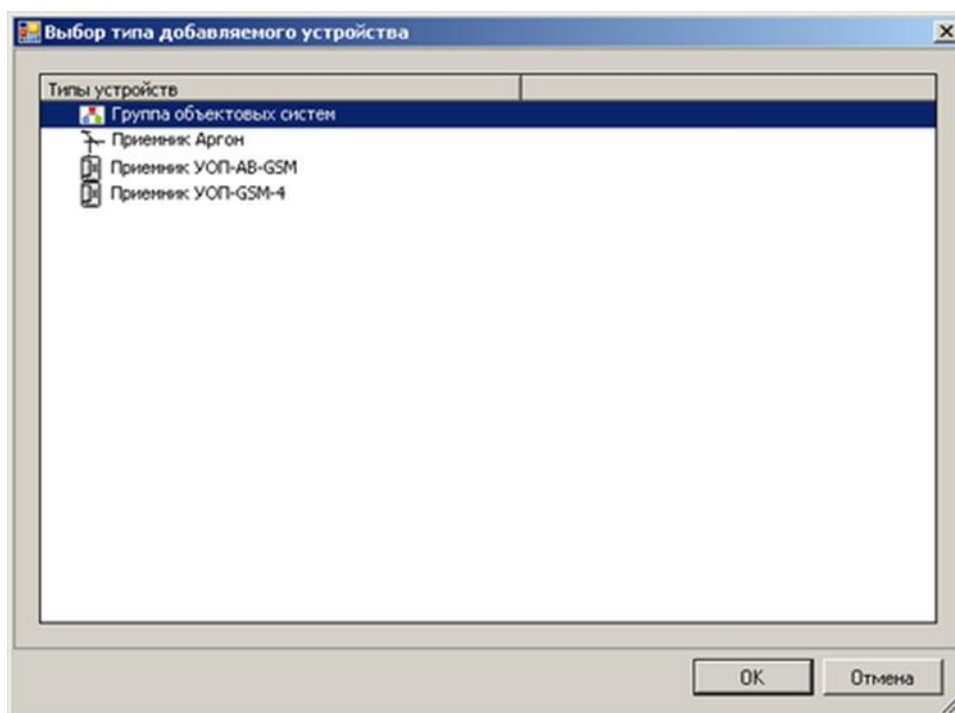 Выбор типа добавляемого устройства
Типы устройств
Группа объектовых систем
Приемник Аргон
Приемник УОП-АВ-GSM
Приемник УОП-GSM-4
OK Отмена